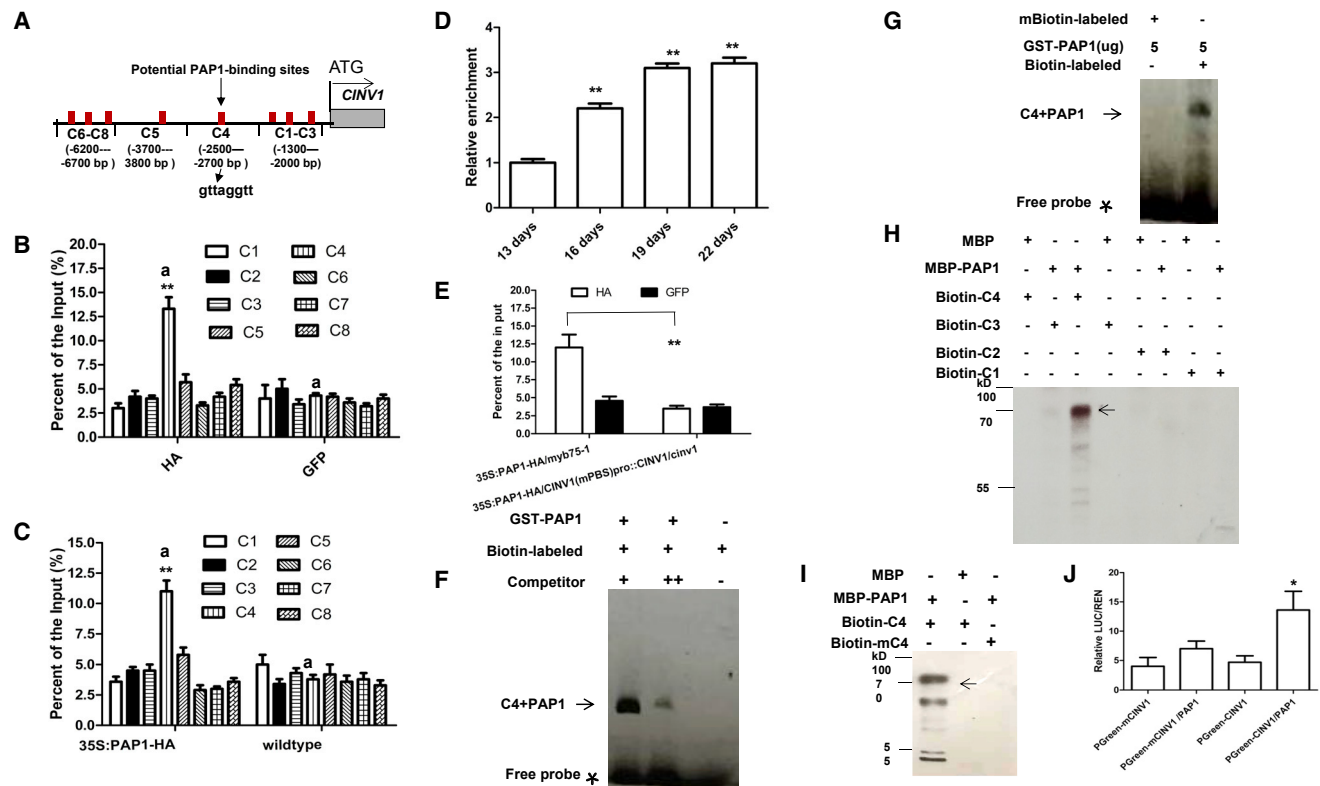 A
Potential PAP1-binding sites
ATG
CINV1
C6-C8
C5
C4
C1-C3
(-6200---
-6700 bp )
(-3700---
3800 bp )
(-2500—
-2700 bp )
(-1300—
-2000 bp)
gttaggtt
B
Percent of the Input (%)
20.0
17.5
15.0
12.5
10.0
7.5
5.0
2.5
0.0
C1
C2
C3
C5
C4
C6
C7
C8
a
**
a
HA
GFP
C
Percent of the Input (%)
15.0
12.5
10.0
7.5
5.0
2.5
0.0
C1
C2
C3
C4
C5
C6
C7
C8
a
**
a
35S:PAP1-HA
wildtype
D
Relative enrichment
4
3
2
1
0
**
**
**
13 days
16 days
19 days
22 days
E
Percent of the in put
20.0
17.5
15.0
12.5
10.0
7.5
5.0
2.5
0.0
HA
GFP
**
35S:PAP1-HA/myb75-1
35S:PAP1-HA/CINV1(mPBS)pro::CINV1/cinv1
F
GST-PAP1 + + -
Biotin-labeled + + +
Competitor + ++ -
C4+PAP1
Free probe *
G
mBiotin-labeled + -
GST-PAP1(ug) 5 5
Biotin-labeled - +
C4+PAP1
Free probe *
H
MBP + - - + + - + -
MBP-PAP1 - + + - - + - +
Biotin-C4 + - + - - - - -
Biotin-C3 - + - + - - - -
Biotin-C2 - - - - + + - -
Biotin-C1 - - - - - - + +
kD
100
70
55
I
MBP - + -
MBP-PAP1 + - +
Biotin-C4 + + -
Biotin-mC4 - - +
kD
100
7
0
5
5
J
Relative LUC/REN
20
15
10
5
0
*
PGreen-mCINV1
PGreen-mCINV1 /PAP1
PGreen-CINV1
PGreen-CINV1/PAP1